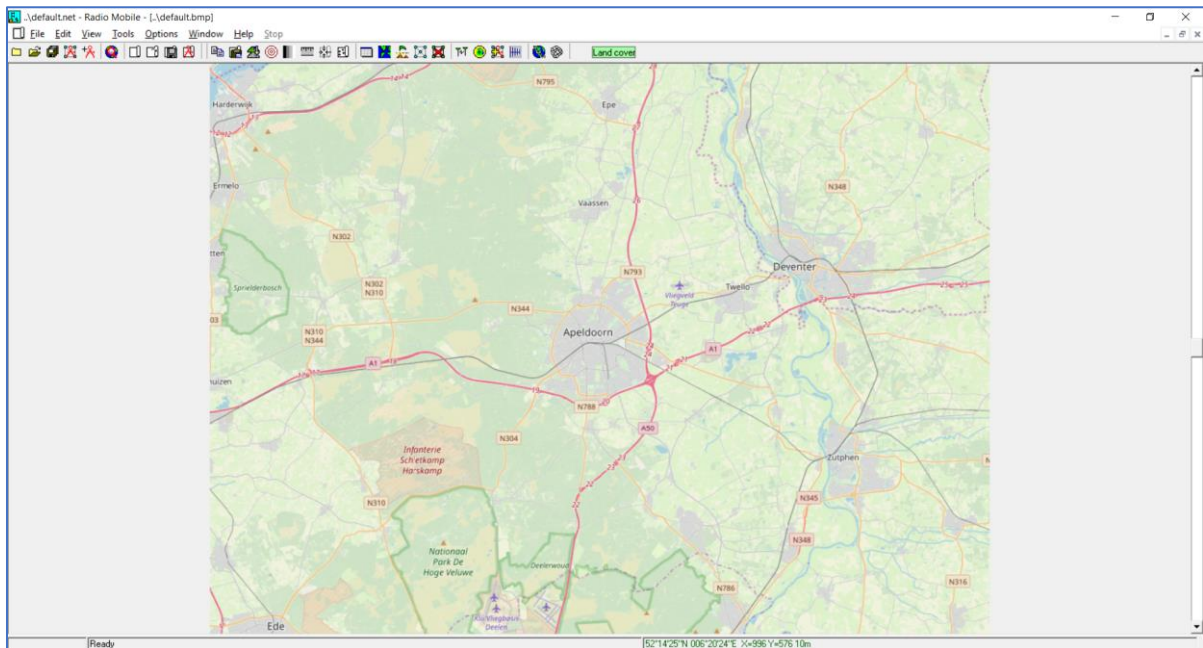 ..\default.net - Radio Mobile - [..\default.bmp]
File Edit View Tools Options Window Help Stop
Land cover
N795
Harderwijk
Epe
Ermelo
N348
Vaassen
N302
Deventer
N793
Sprielderbosch
N302
N310
Vliegveld
Teuge
Twello
N344
N310
N344
Apeldoorn
A1
A1
N788
A50
N304
Infanterie
Schietkamp
Harskamp
Zutphen
N310
N345
N348
Nationaal
Park De
Hoge Veluwe
Deelerwoud
N316
N786
Vliegbasis
Deelen
Ede
Ready
52°14'25"N 006°20'24"E X=996 Y=576 10m